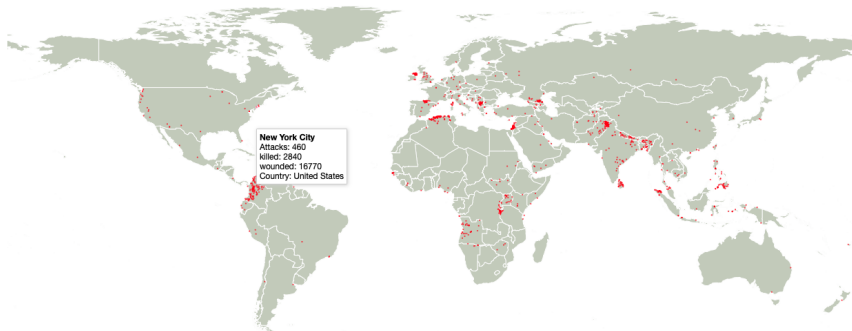 New York City
Attacks: 460
killed: 2840
wounded: 16770
Country: United States